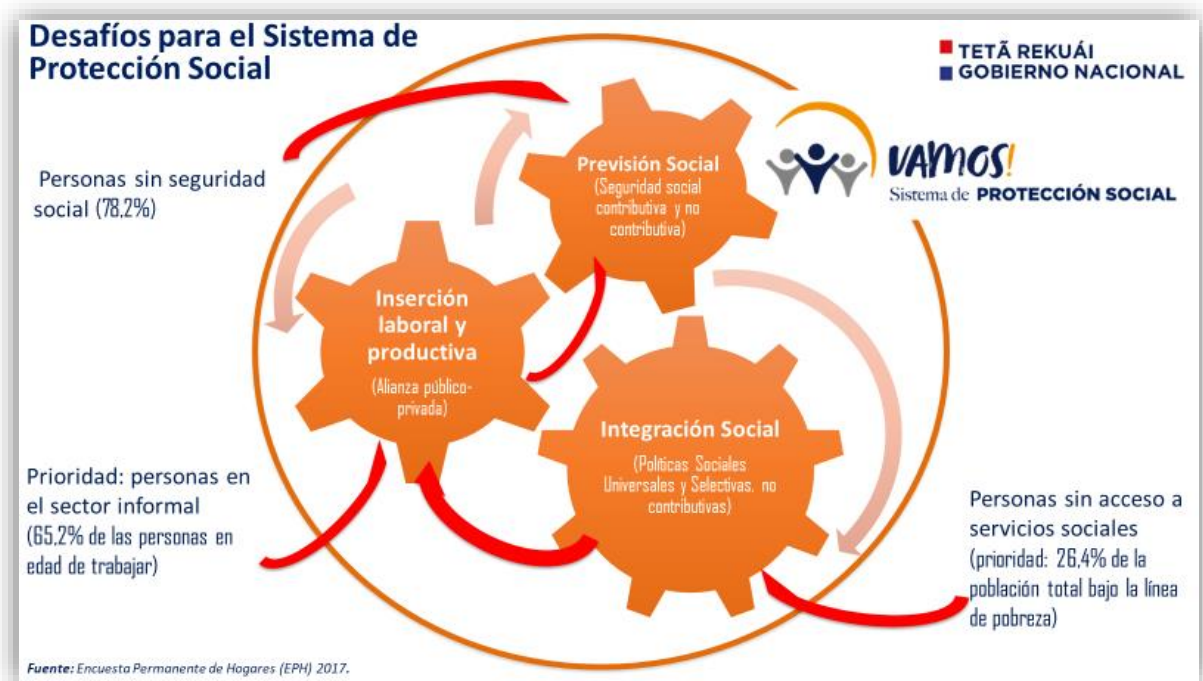 Desafíos para el Sistema de
Protección Social
TETÃ REKUÁI
GOBIERNO NACIONAL
VAMOS!
Sistema de PROTECCIÓN SOCIAL
Personas sin seguridad
social (78,2%)
Previsión Social
(Seguridad social
contributiva y no
contributiva)
Inserción
laboral y
productiva
(Alianza público-
privada)
Integración Social
(Políticas Sociales
Universales y Selectivas, no
contributivas)
Prioridad: personas en
el sector informal
(65,2% de las personas en
edad de trabajar)
Personas sin acceso a
servicios sociales
(prioridad: 26,4% de la
población total bajo la línea
de pobreza)
Fuente: Encuesta Permanente de Hogares (EPH) 2017.